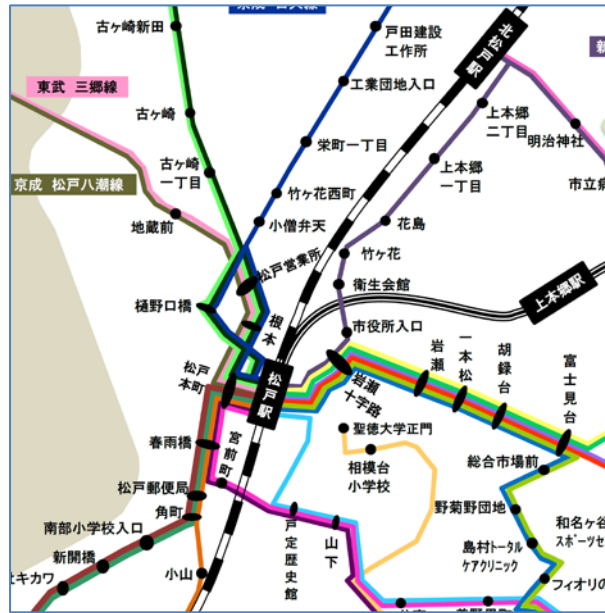 古ヶ崎新田
戸田建設
工作所
北松戸駅
新
東武 三郷線
工業団地入口
古ヶ崎
上本郷
二丁目
明治神社
古ヶ崎
一丁目
栄町一丁目
上本郷
一丁目
市立病
京成 松戸八潮線
竹ヶ花西町
地蔵前
小僧弁天
花島
松戸営業所
竹ヶ花
衛生会館
上本郷駅
樋野口橋
根本
市役所入口
松戸
本町
松戸駅
岩瀬
十字路
岩瀬
一本松
胡録台
富士見台
聖徳大学正門
春雨橋
宮前町
相模台
小学校
総合市場前
松戸郵便局
角町
野菊野団地
和名ヶ谷
スポーツセ
南部小学校入口
戸定歴史館
山下
島村トータル
ケアクリニック
新開橋
小山
フィオリの
キカワ